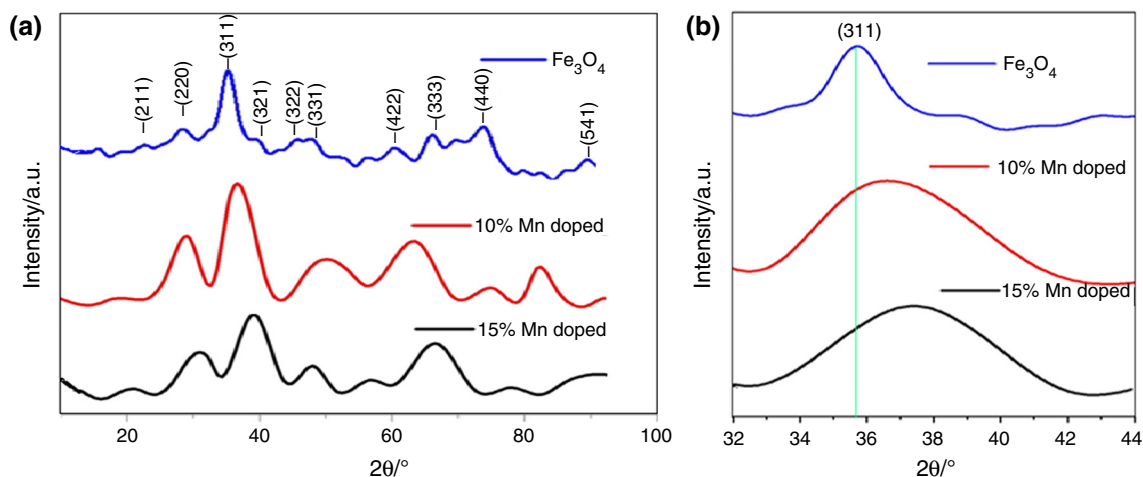 (a)
Intensity/a.u.
(211)
(220)
(311)
(321)
(322)
(331)
(422)
(333)
(440)
(541)
Fe₃O₄
10% Mn doped
15% Mn doped
20 40 60 80 100
2θ/°
(b)
Intensity/a.u.
(311)
Fe₃O₄
10% Mn doped
15% Mn doped
32 34 36 38 40 42 44
2θ/°